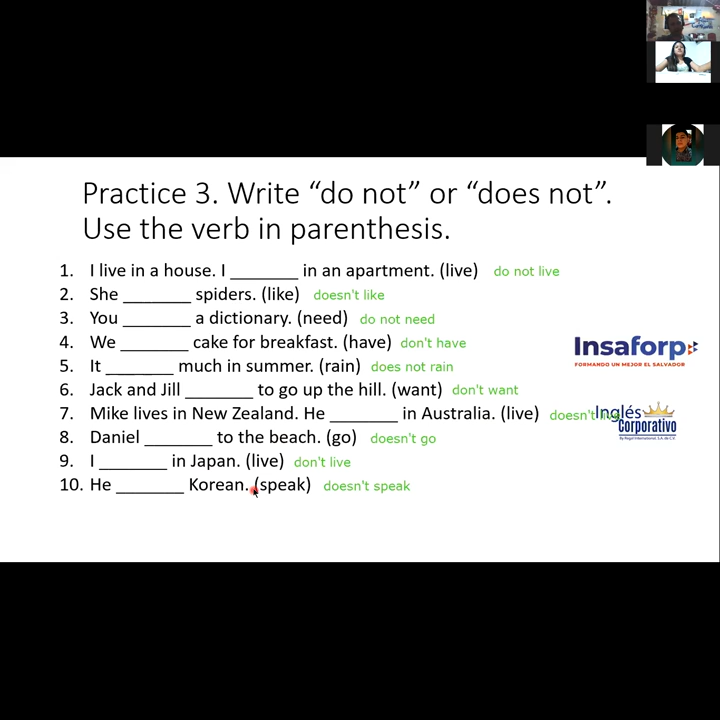 Practice 3. Write “do not” or “does not”.
Use the verb in parenthesis.
1. I live in a house. I _______ in an apartment. (live) do not live
2. She _______ spiders. (like) doesn't like
3. You _______ a dictionary. (need) do not need
4. We _______ cake for breakfast. (have) don't have
5. It _______ much in summer. (rain) does not rain
6. Jack and Jill _______ to go up the hill. (want) don't want
7. Mike lives in New Zealand. He _______ in Australia. (live) doesn't live
8. Daniel _______ to the beach. (go) doesn't go
9. I _______ in Japan. (live) don't live
10. He _______ Korean. (speak) doesn't speak
Insaforp
FORMANDO UN MEJOR EL SALVADOR
Inglés
Corporativo
By Regal International, S.A. de C.V.